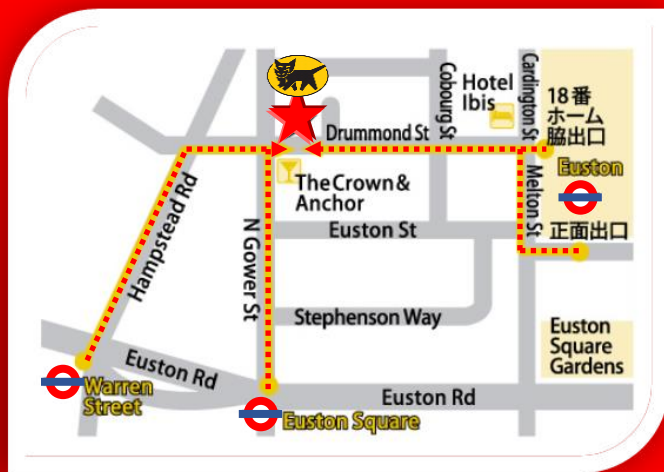 Cobourg St
Cardington St
Hotel
Ibis
18番
ホーム
脇出口
Drummond St
Euston
The Crown &
Anchor
Melton St
Hampstead Rd
N Gower St
Euston St
正面出口
Stephenson Way
Euston
Square
Gardens
Euston Rd
Warren
Street
Euston Rd
Euston Square